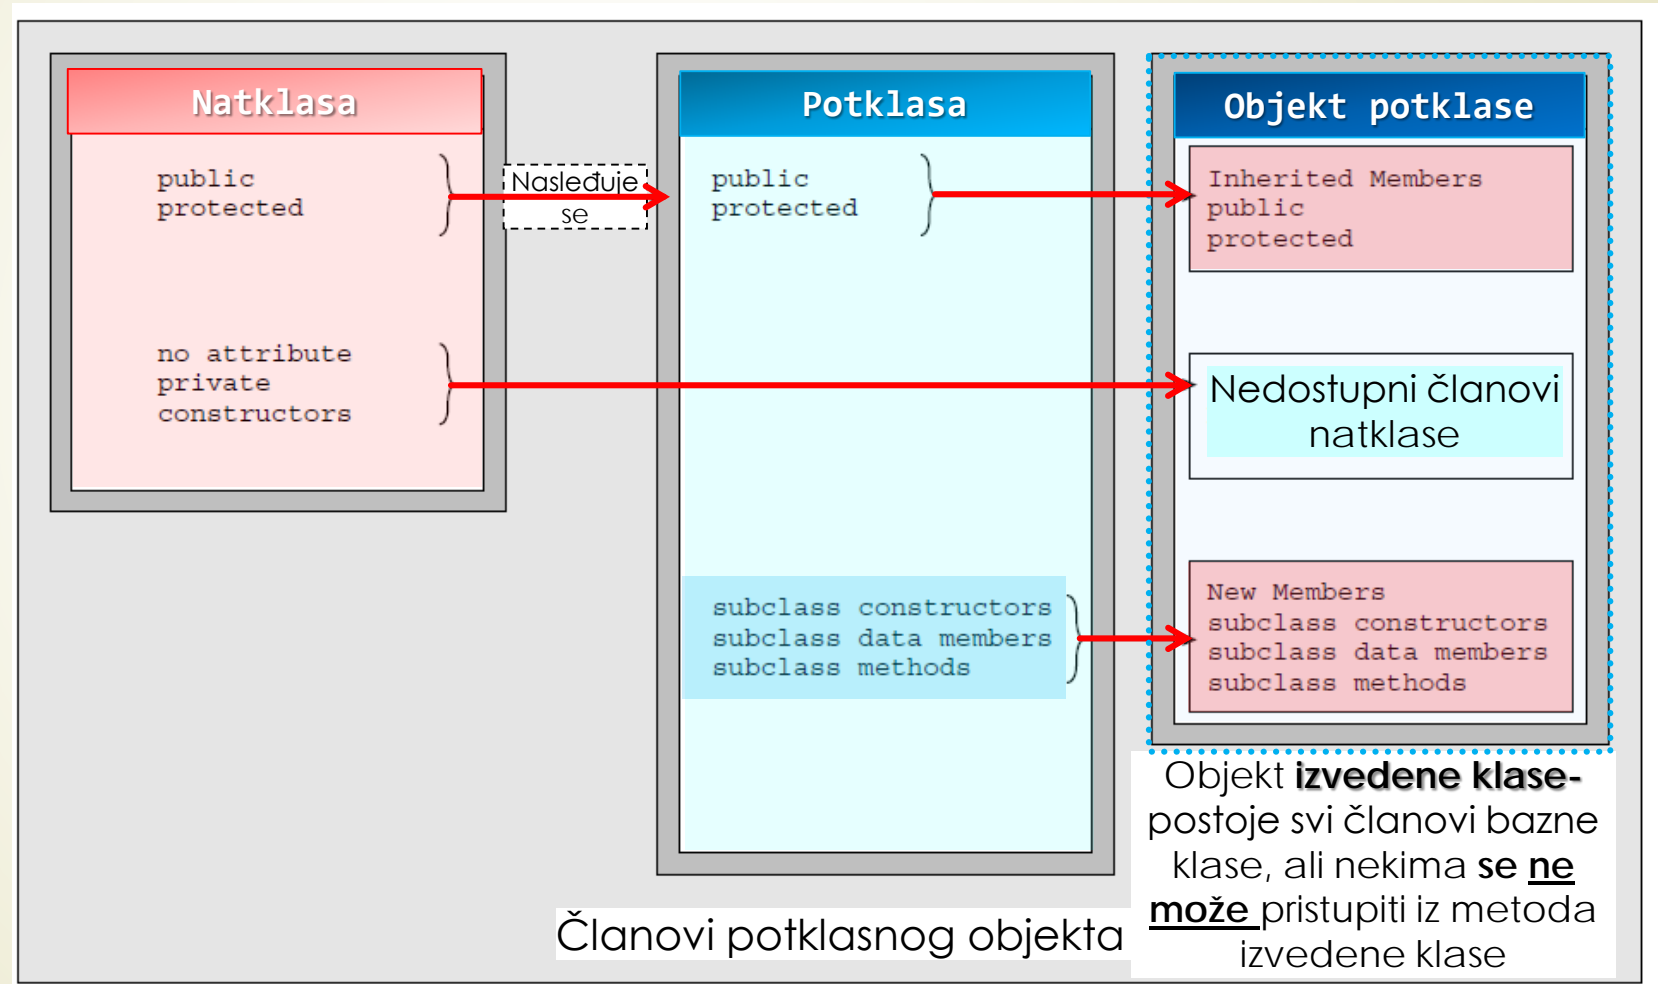 Natklasa
public
protected
no attribute
private
constructors
Nasleđuje
se
Potklasa
public
protected
subclass constructors
subclass data members
subclass methods
Objekt potklase
Inherited Members
public
protected
Nedostupni članovi
natklase
New Members
subclass constructors
subclass data members
subclass methods
Objekt izvedene klase-
postoje svi članovi bazne
klase, ali nekima se ne
može pristupiti iz metoda
izvedene klase
Članovi potklasnog objekta